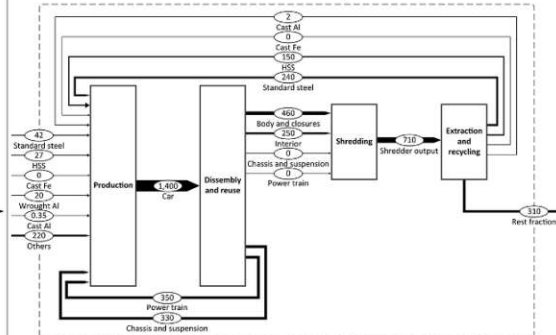 2
Cast Al
0
Cast Fe
150
HSS
240
Standard steel
42
Standard steel
27
HSS
0
Cast Fe
20
Wrought Al
0.35
Cast Al
220
Others
Production
1,400
Car
Dissembly
and reuse
460
Body and closures
250
Interior
0
Chassis and suspension
0
Power train
Shredding
710
Shredder output
Extraction
and
recycling
310
Rest fraction
350
Power train
330
Chassis and suspension